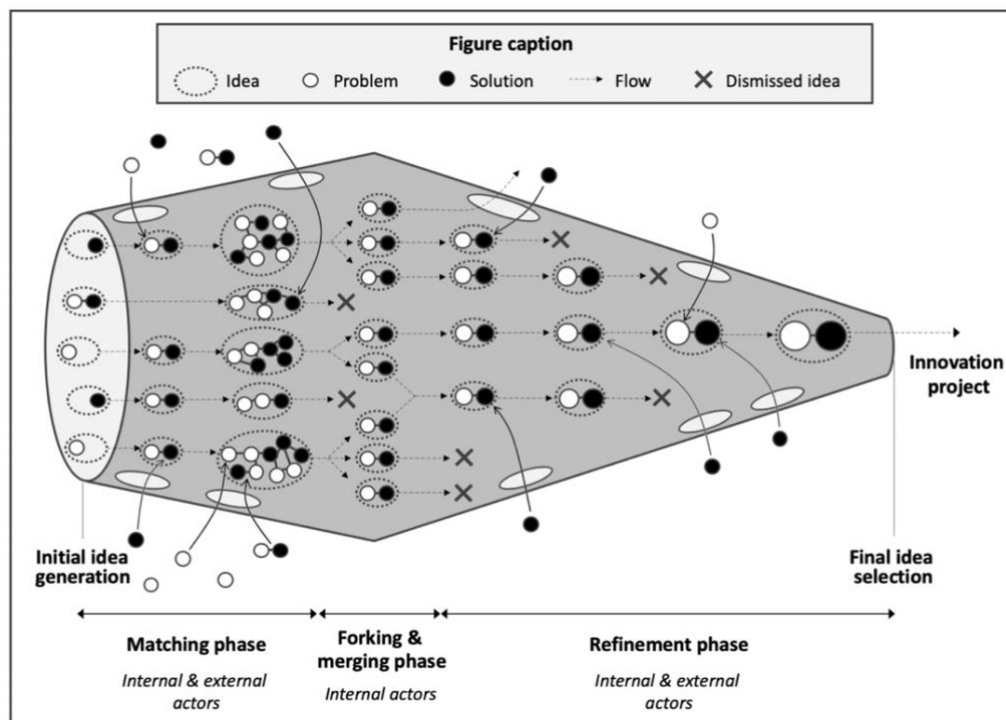 Figure caption
Idea
Problem
Solution
Flow
Dismissed idea
Innovation
project
Initial idea
generation
Final idea
selection
Matching phase
Internal & external
actors
Forking &
merging phase
Internal actors
Refinement phase
Internal & external
actors